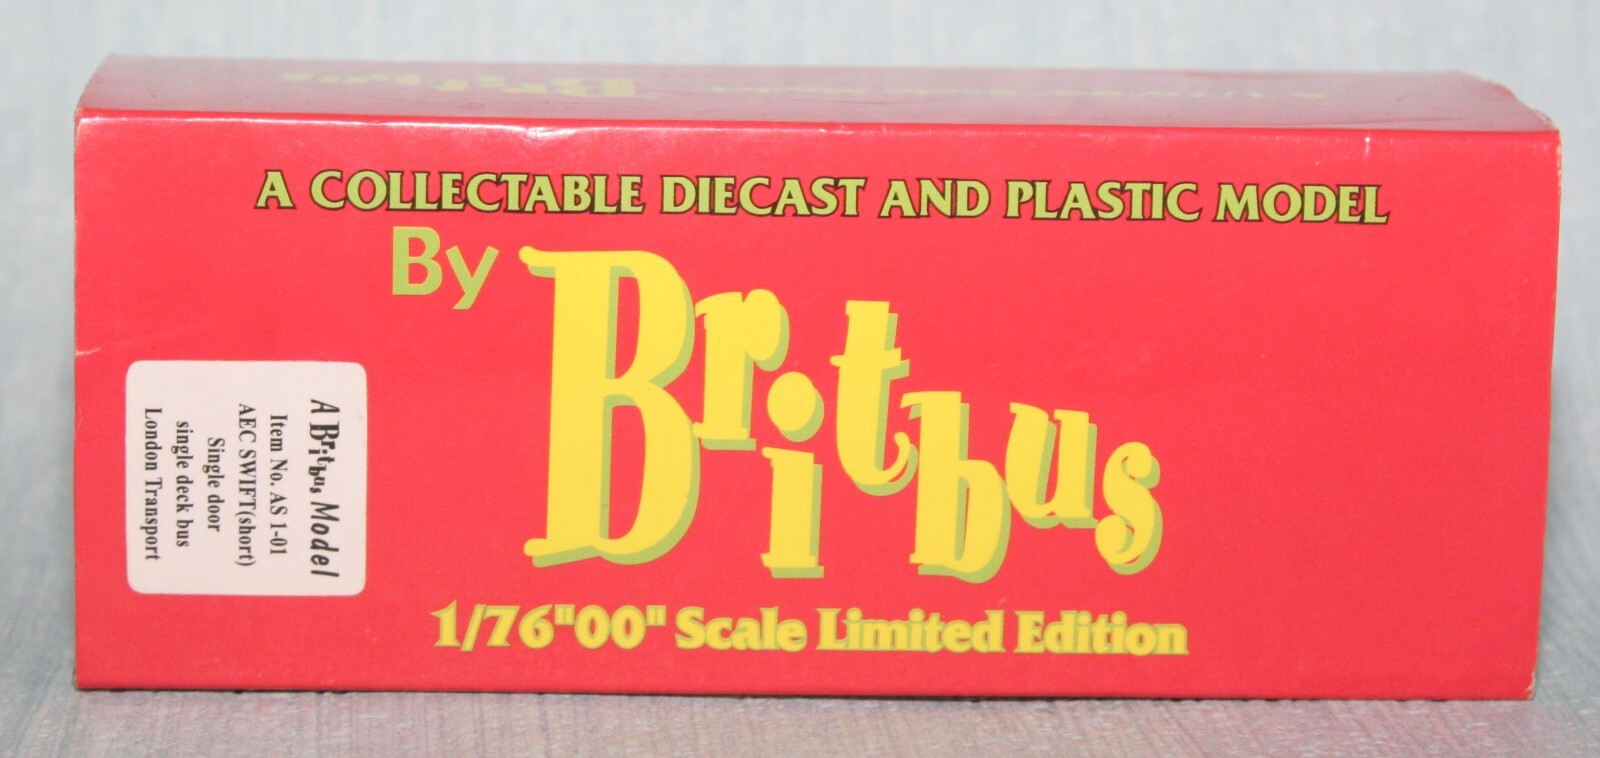 A COLLECTABLE DIECAST AND PLASTIC MODEL
By Britbus
1/76"00" Scale Limited Edition
A Britbus Model
Item No. AS 1-01
AEC SWIFT(short)
Single door
single deck bus
London Transport
Britbus